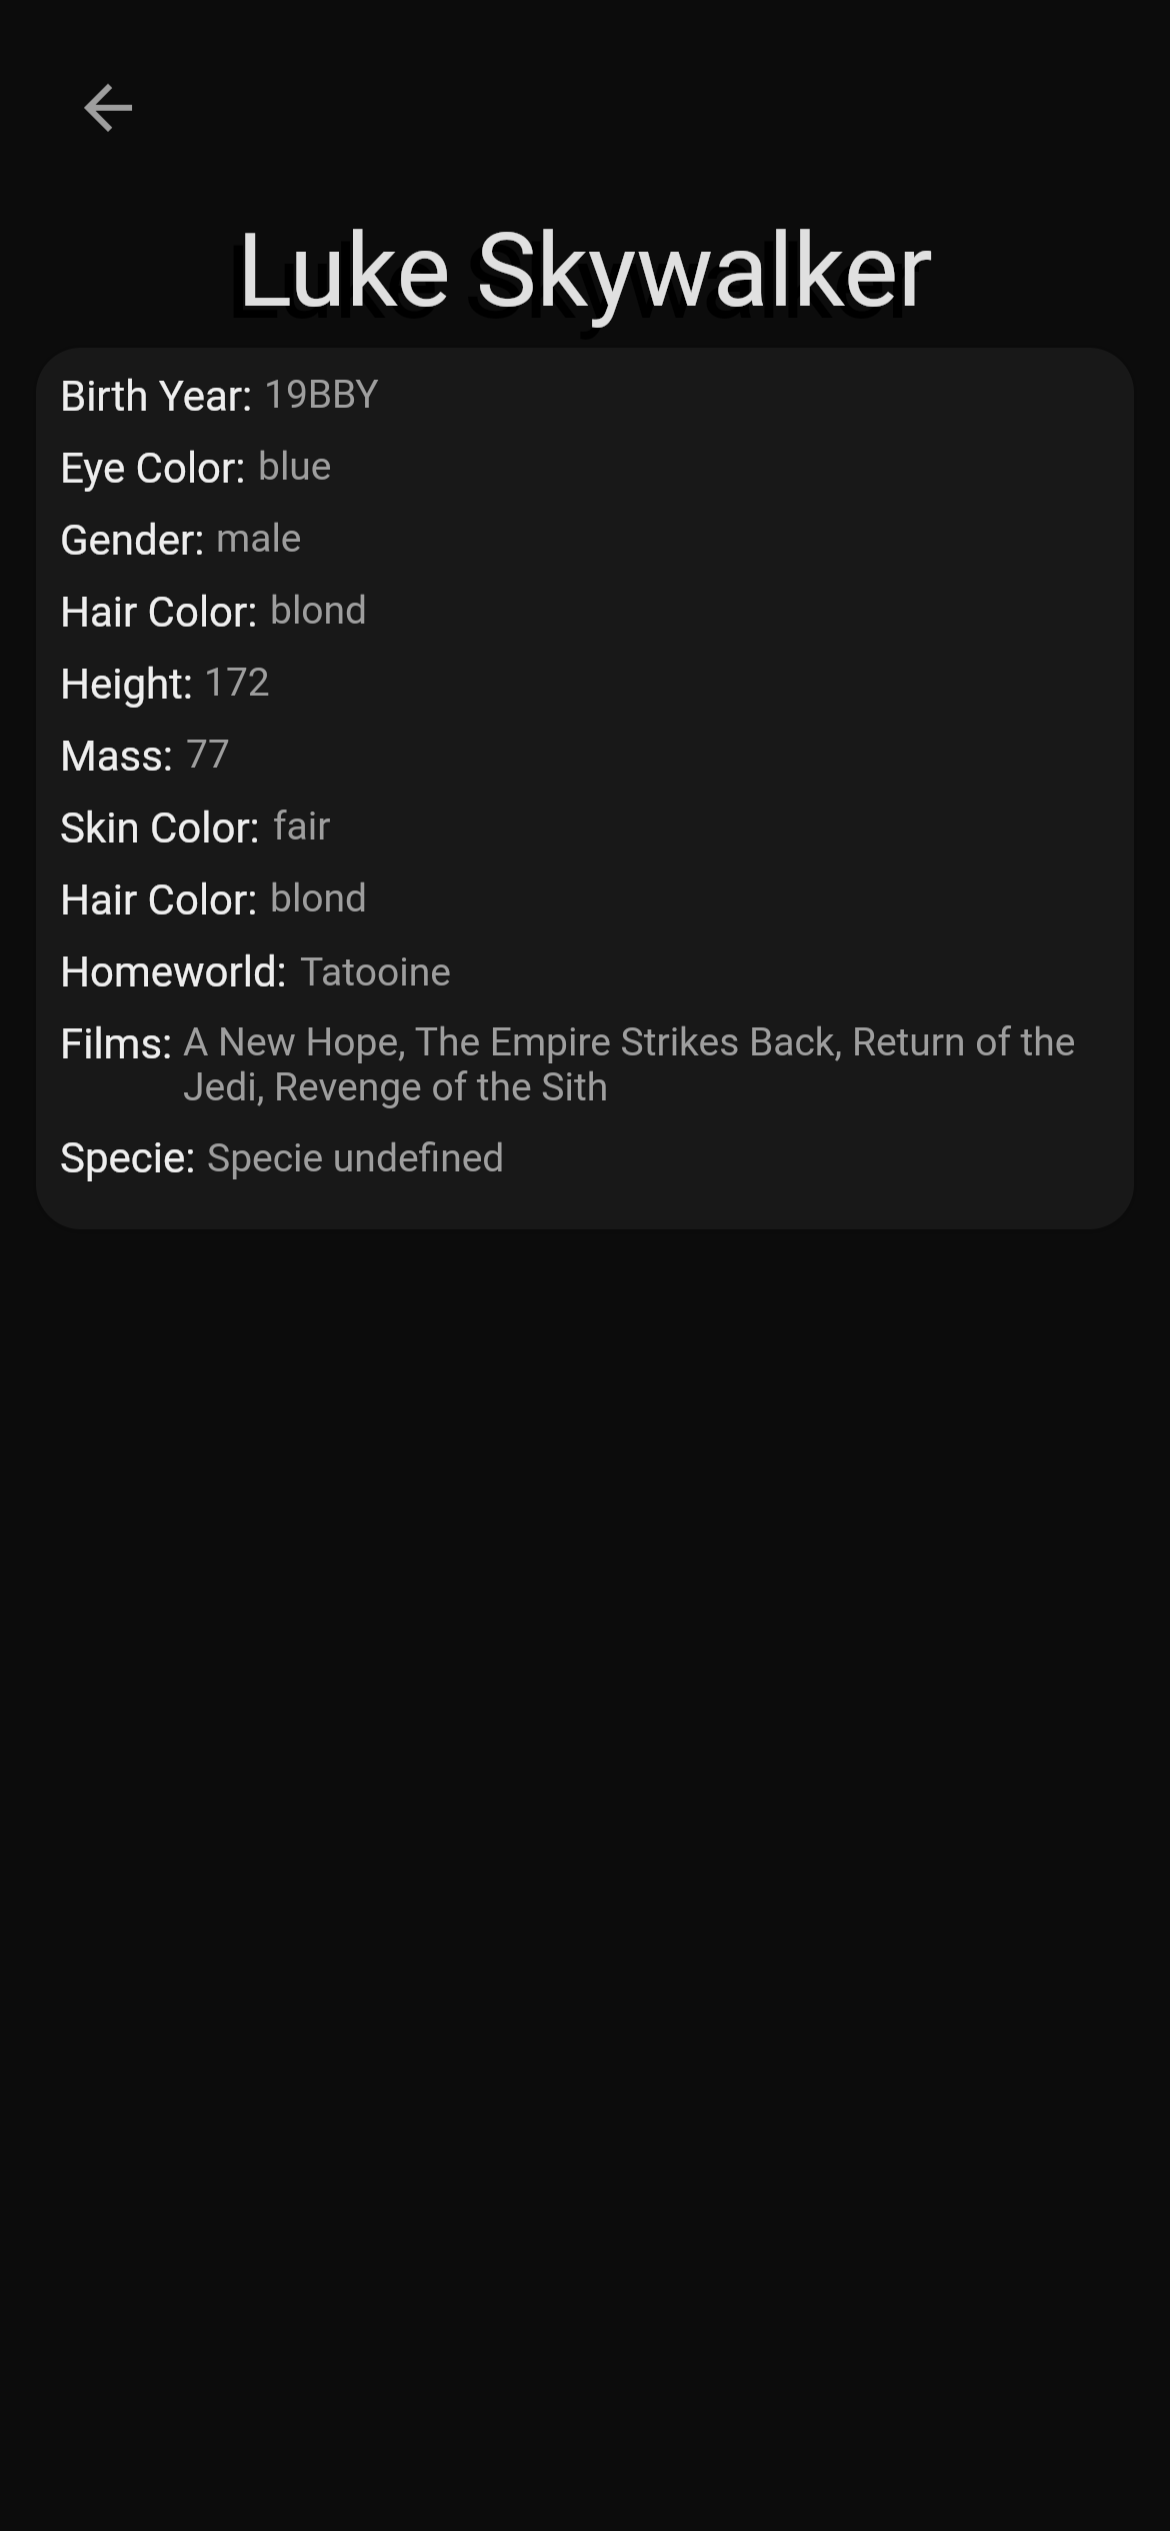 Luke Skywalker
Birth Year: 19BBY
Eye Color: blue
Gender: male
Hair Color: blond
Height: 172
Mass: 77
Skin Color: fair
Hair Color: blond
Homeworld: Tatooine
Films: A New Hope, The Empire Strikes Back, Return of the
Jedi, Revenge of the Sith
Specie: Specie undefined